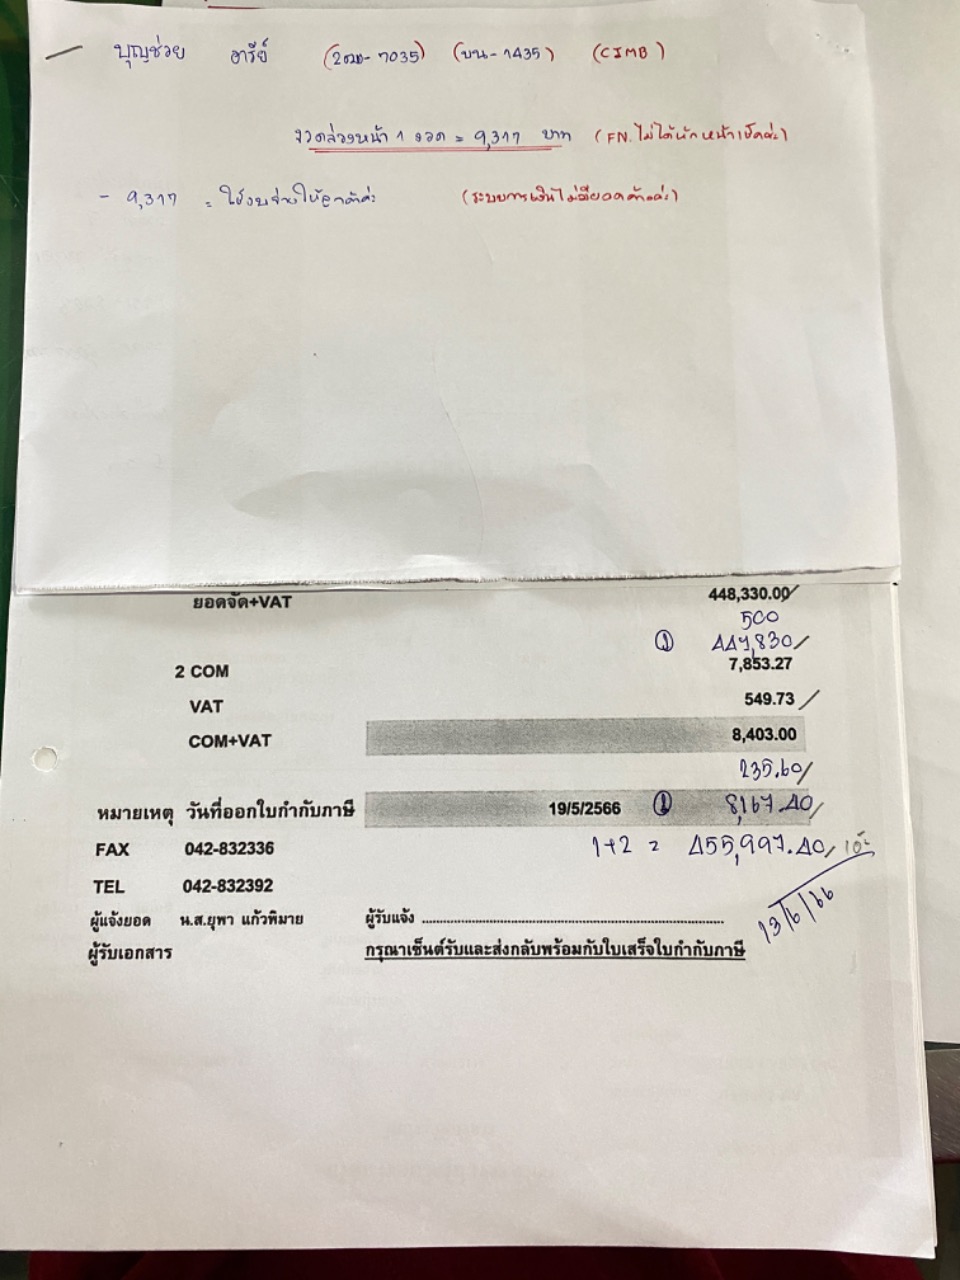 บุญช่วย อารีย์ (2ฒฌ-7035) (บน-1435) (CIMB)
งวดล่วงหน้า 1 งวด = 9,317 บาท (FN.ไม่ได้หักหน้าเช็คค่ะ)
- 9,317 = ใช้งบจ่ายให้ลูกค้าค่ะ (ระบบการเงินไม่มียอดค้างค่ะ)
ยอดจัด+VAT 448,330.00
500
① 447,830
2 COM 7,853.27
VAT 549.73
COM+VAT 8,403.00
235.60
หมายเหตุ วันที่ออกใบกำกับภาษี 19/5/2566 ② 8,167.40
FAX 042-832336 1+2 = 455,997.40
TEL 042-832392
13/6/66
ผู้แจ้งยอด น.ส.ยุพา แก้วพิมาย ผู้รับแจ้ง
ผู้รับเอกสาร กรุณาเซ็นต์รับและส่งกลับพร้อมกับใบเสร็จใบกำกับภาษี